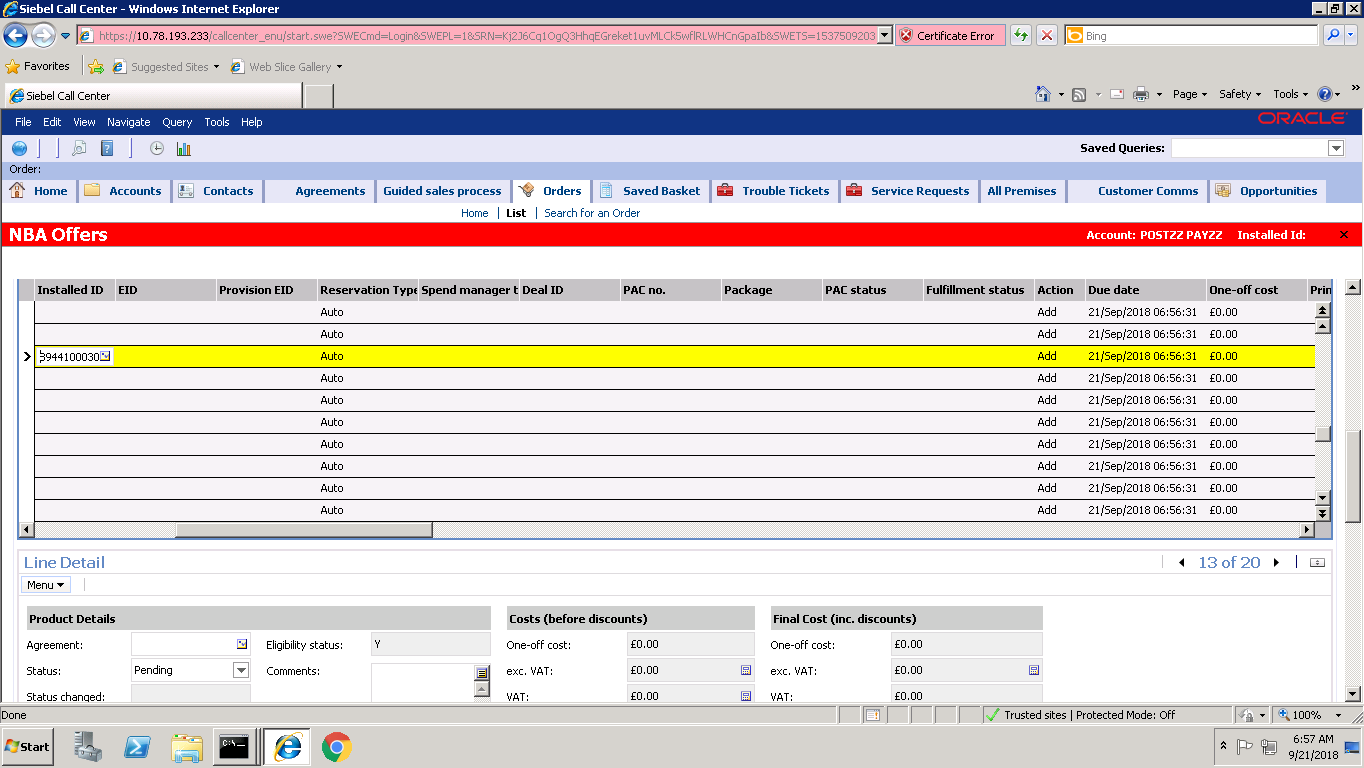 Siebel Call Center - Windows Internet Explorer
https://10.78.193.233/callcenter_enu/start.swe?SWECmd=Login&SWEPL=1&SRN=Kj2J6Cq1OgQ3HhqEGreket1uvMLCk5wflRLWHCnGpaIb&SWETS=1537509203
Certificate Error
Bing
Favorites
Suggested Sites
Web Slice Gallery
Siebel Call Center
Page
Safety
Tools
File Edit View Navigate Query Tools Help
ORACLE
Saved Queries:
Order:
Home Accounts Contacts Agreements Guided sales process Orders Saved Basket Trouble Tickets Service Requests All Premises Customer Comms Opportunities
Home | List | Search for an Order
NBA Offers
Account: POSTZZ PAYZZ Installed Id:
Installed ID EID Provision EID Reservation Type Spend manager t Deal ID PAC no. Package PAC status Fulfillment status Action Due date One-off cost Prin
Auto Add 21/Sep/2018 06:56:31 £0.00
Auto Add 21/Sep/2018 06:56:31 £0.00
3944100030 Auto Add 21/Sep/2018 06:56:31 £0.00
Auto Add 21/Sep/2018 06:56:31 £0.00
Auto Add 21/Sep/2018 06:56:31 £0.00
Auto Add 21/Sep/2018 06:56:31 £0.00
Auto Add 21/Sep/2018 06:56:31 £0.00
Auto Add 21/Sep/2018 06:56:31 £0.00
Auto Add 21/Sep/2018 06:56:31 £0.00
Auto Add 21/Sep/2018 06:56:31 £0.00
Line Detail
13 of 20
Menu
Product Details Costs (before discounts) Final Cost (inc. discounts)
Agreement: Eligibility status: Y One-off cost: £0.00 One-off cost: £0.00
Status: Pending Comments: exc. VAT: £0.00 exc. VAT: £0.00
Status changed: VAT: £0.00 VAT: £0.00
Done
Trusted sites | Protected Mode: Off
100%
Start
6:57 AM
9/21/2018